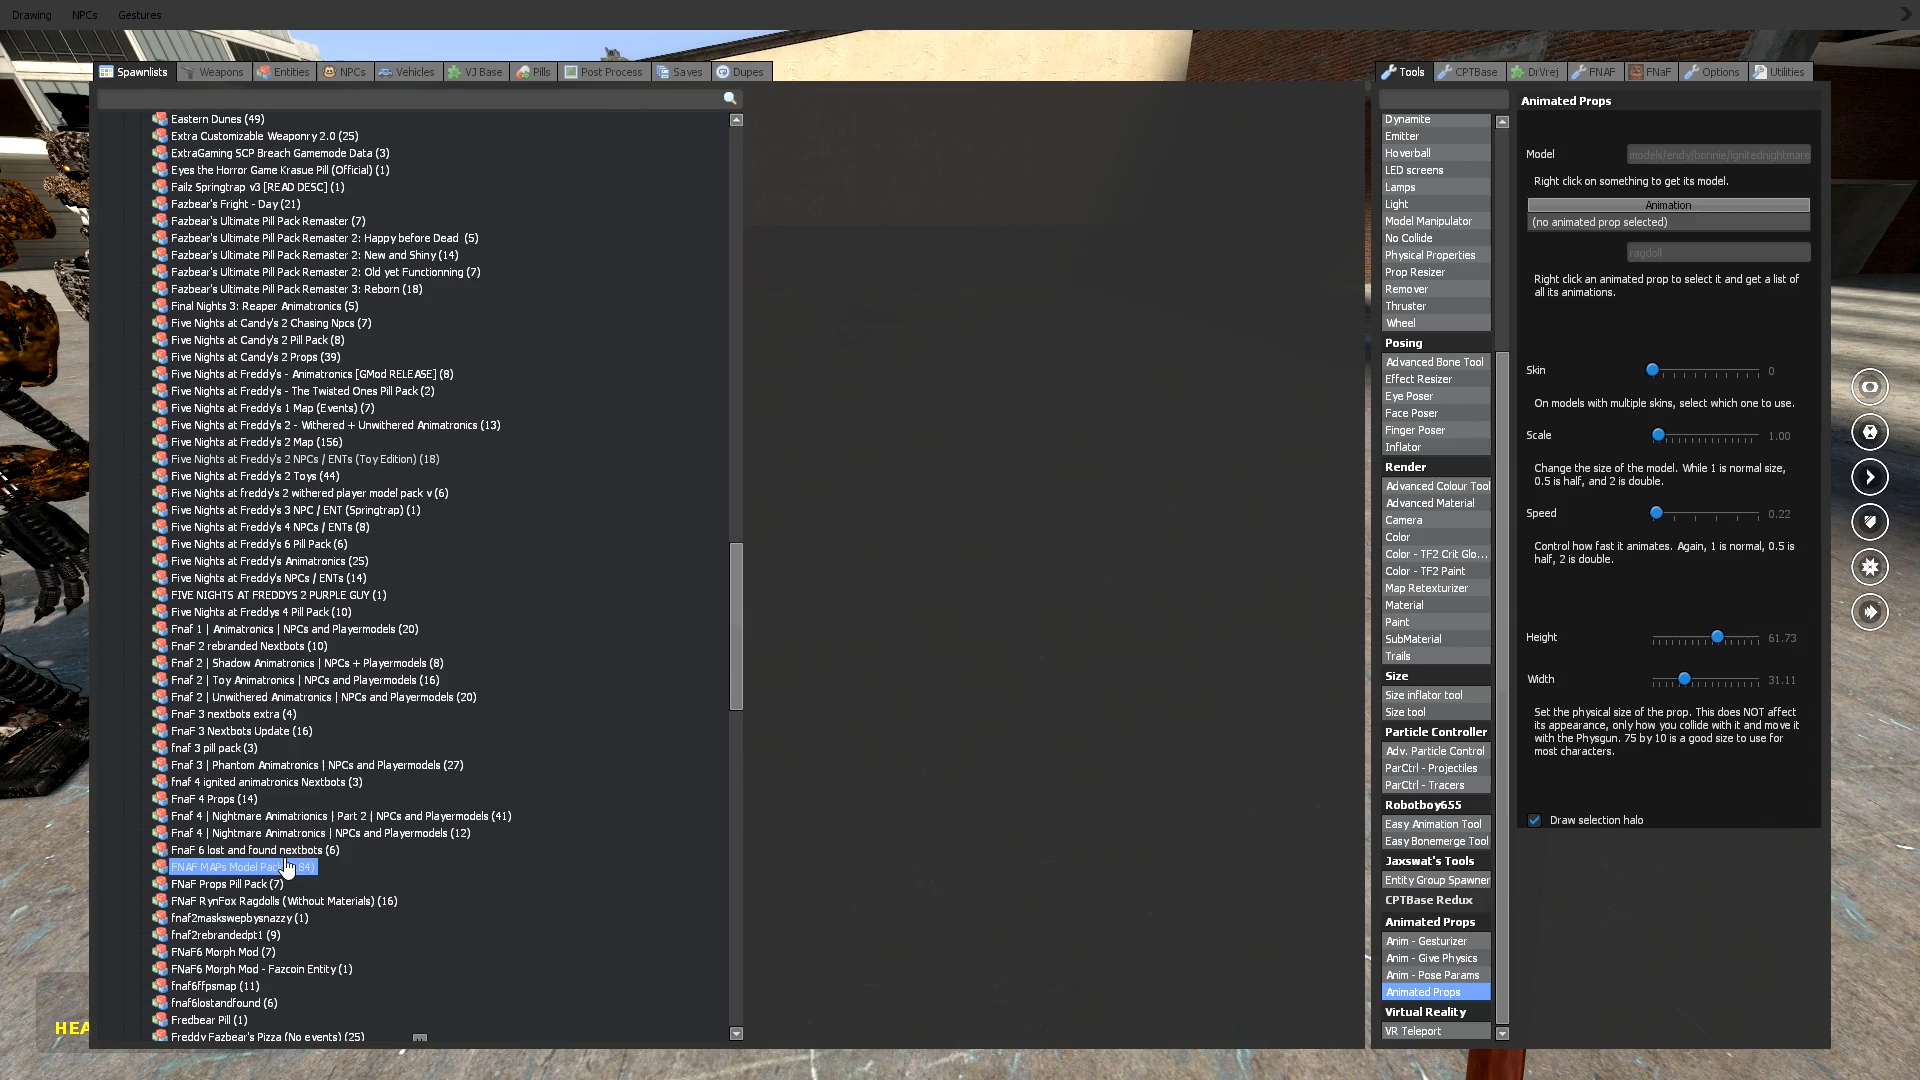 Drawing NPCs Gestures
Spawnlists Weapons Entities NPCs Vehicles VJ Base Pills Post Process Saves Dupes
Eastern Dunes (49)
Extra Customizable Weaponry 2.0 (25)
ExtraGaming SCP Breach Gamemode Data (3)
Eyes the Horror Game Krasue Pill (Official) (1)
Failz Springtrap v3 [READ DESC] (1)
Fazbear's Fright - Day (21)
Fazbear's Ultimate Pill Pack Remaster (7)
Fazbear's Ultimate Pill Pack Remaster 2: Happy before Dead (5)
Fazbear's Ultimate Pill Pack Remaster 2: New and Shiny (14)
Fazbear's Ultimate Pill Pack Remaster 2: Old yet Functionning (7)
Fazbear's Ultimate Pill Pack Remaster 3: Reborn (18)
Final Nights 3: Reaper Animatronics (5)
Five Nights at Candy's 2 Chasing Npcs (7)
Five Nights at Candy's 2 Pill Pack (8)
Five Nights at Candy's 2 Props (39)
Five Nights at Freddy's - Animatronics [GMod RELEASE] (8)
Five Nights at Freddy's - The Twisted Ones Pill Pack (2)
Five Nights at Freddy's 1 Map (Events) (7)
Five Nights at Freddy's 2 - Withered + Unwithered Animatronics (13)
Five Nights at Freddy's 2 Map (156)
Five Nights at Freddy's 2 NPCs / ENTs (Toy Edition) (18)
Five Nights at Freddy's 2 Toys (44)
Five Nights at freddy's 2 withered player model pack v (6)
Five Nights at Freddy's 3 NPC / ENT (Springtrap) (1)
Five Nights at Freddy's 4 NPCs / ENTs (8)
Five Nights at Freddy's 6 Pill Pack (6)
Five Nights at Freddy's Animatronics (25)
Five Nights at Freddy's NPCs / ENTs (14)
FIVE NIGHTS AT FREDDYS 2 PURPLE GUY (1)
Five Nights at Freddys 4 Pill Pack (10)
Fnaf 1 | Animatronics | NPCs and Playermodels (20)
FnaF 2 rebranded Nextbots (10)
Fnaf 2 | Shadow Animatronics | NPCs + Playermodels (8)
Fnaf 2 | Toy Animatronics | NPCs and Playermodels (16)
Fnaf 2 | Unwithered Animatronics | NPCs and Playermodels (20)
FnaF 3 nextbots extra (4)
FnaF 3 Nextbots Update (16)
fnaf 3 pill pack (3)
Fnaf 3 | Phantom Animatronics | NPCs and Playermodels (27)
fnaf 4 ignited animatronics Nextbots (3)
FnaF 4 Props (14)
Fnaf 4 | Nightmare Animatrionics | Part 2 | NPCs and Playermodels (41)
Fnaf 4 | Nightmare Animatronics | NPCs and Playermodels (12)
FnaF 6 lost and found nextbots (6)
FNAF MAPs Model Pack
FNaF Props Pill Pack (7)
FNaF RynFox Ragdolls (Without Materials) (16)
fnaf2maskswepbysnazzy (1)
fnaf2rebrandedpt1 (9)
FNaF6 Morph Mod (7)
FNaF6 Morph Mod - Fazcoin Entity (1)
fnaf6ffpsmap (11)
fnaf6lostandfound (6)
Fredbear Pill (1)
Freddy Fazbear's Pizza (No events) (25)
HEA
Tools CPTBase DrVrej FNAF FNaF Options Utilities
Dynamite
Emitter
Hoverball
LED screens
Lamps
Light
Model Manipulator
No Collide
Physical Properties
Prop Resizer
Remover
Thruster
Wheel
Posing
Advanced Bone Tool
Effect Resizer
Eye Poser
Face Poser
Finger Poser
Inflator
Render
Advanced Colour Tool
Advanced Material
Camera
Color
Color - TF2 Crit Glo...
Color - TF2 Paint
Map Retexturizer
Material
Paint
SubMaterial
Trails
Size
Size inflator tool
Size tool
Particle Controller
Adv. Particle Control
ParCtrl - Projectiles
ParCtrl - Tracers
Robotboy655
Easy Animation Tool
Easy Bonemerge Tool
Jaxswat's Tools
Entity Group Spawner
CPTBase Redux
Animated Props
Anim - Gesturizer
Anim - Give Physics
Anim - Pose Params
Animated Props
Virtual Reality
VR Teleport
Animated Props
Model models/endy/bonnie/ignitednightmare
Right click on something to get its model.
Animation
(no animated prop selected)
ragdoll
Right click an animated prop to select it and get a list of
all its animations.
Skin 0
On models with multiple skins, select which one to use.
Scale 1.00
Change the size of the model. While 1 is normal size,
0.5 is half, and 2 is double.
Speed 0.22
Control how fast it animates. Again, 1 is normal, 0.5 is
half, 2 is double.
Height 61.73
Width 31.11
Set the physical size of the prop. This does NOT affect
its appearance, only how you collide with it and move it
with the Physgun. 75 by 10 is a good size to use for
most characters.
Draw selection halo